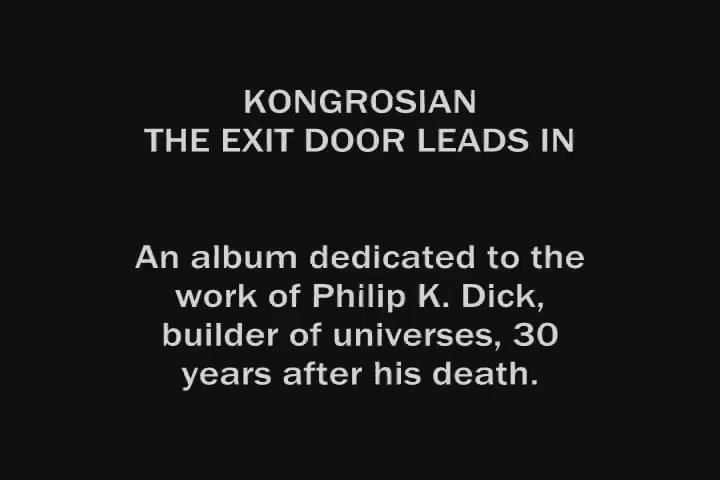 KONGROSIAN
THE EXIT DOOR LEADS IN
An album dedicated to the
work of Philip K. Dick,
builder of universes, 30
years after his death.